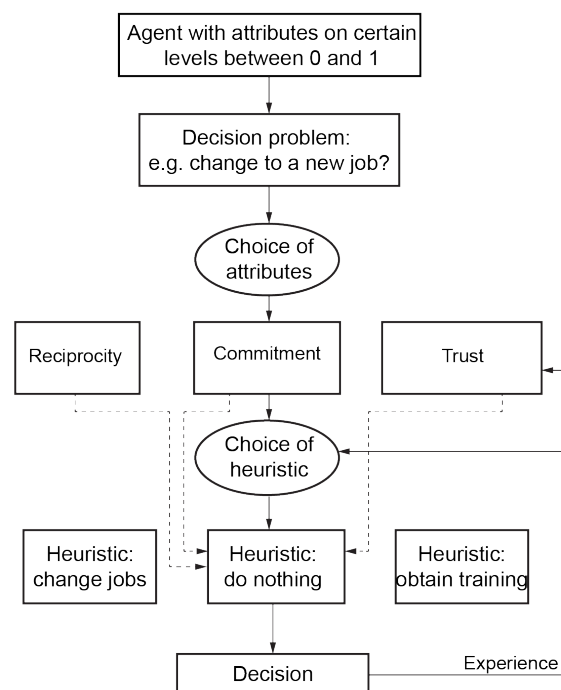 Agent with attributes on certain
levels between 0 and 1
Decision problem:
e.g. change to a new job?
Choice of
attributes
Reciprocity
Commitment
Trust
Choice of
heuristic
Heuristic:
change jobs
Heuristic:
do nothing
Heuristic:
obtain training
Decision
Experience